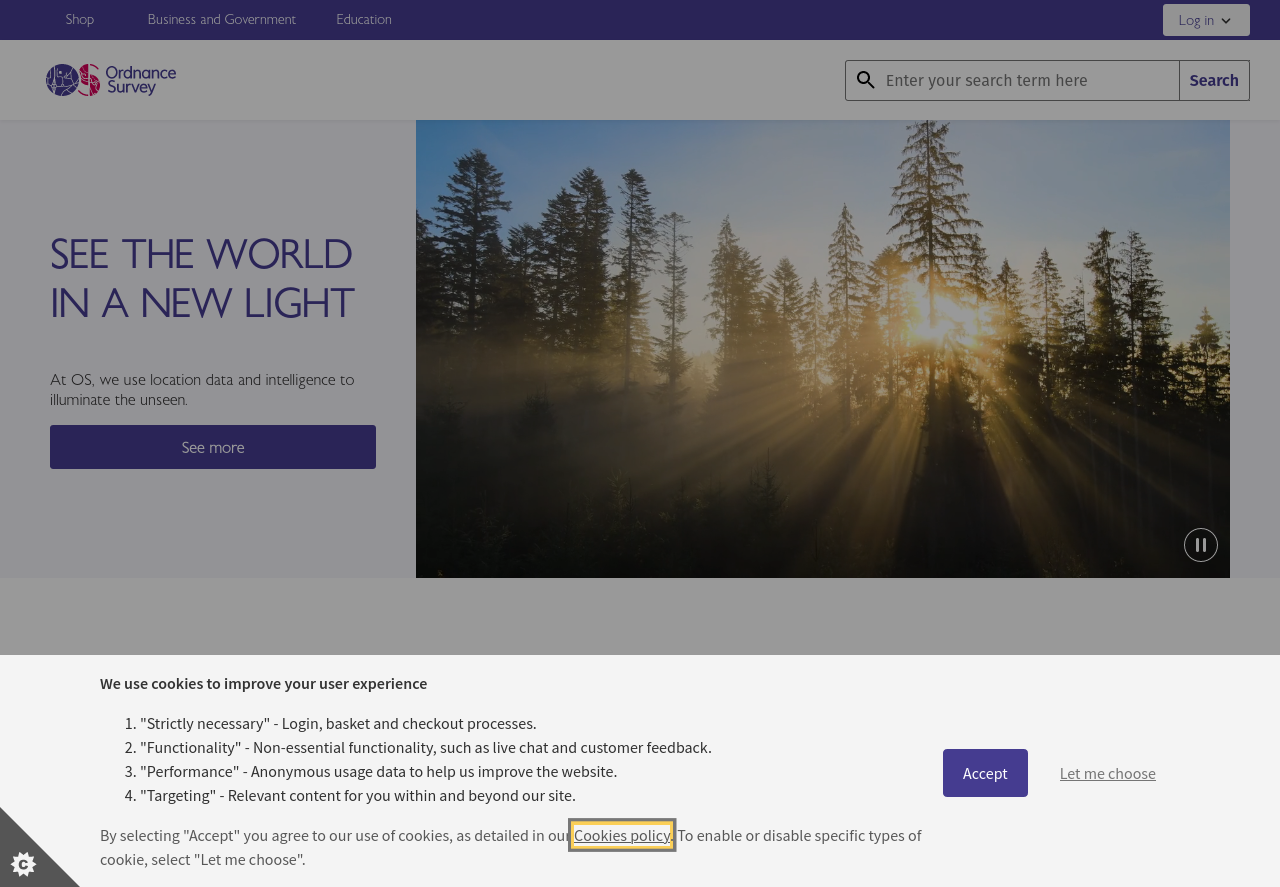 Shop
Business and Government
Education
Log in
Ordnance
Survey
Enter your search term here
Search
SEE THE WORLD
IN A NEW LIGHT
At OS, we use location data and intelligence to
illuminate the unseen.
See more
We use cookies to improve your user experience
1. "Strictly necessary" - Login, basket and checkout processes.
2. "Functionality" - Non-essential functionality, such as live chat and customer feedback.
3. "Performance" - Anonymous usage data to help us improve the website.
4. "Targeting" - Relevant content for you within and beyond our site.
Accept
Let me choose
By selecting "Accept" you agree to our use of cookies, as detailed in our Cookies policy. To enable or disable specific types of
cookie, select "Let me choose".
C